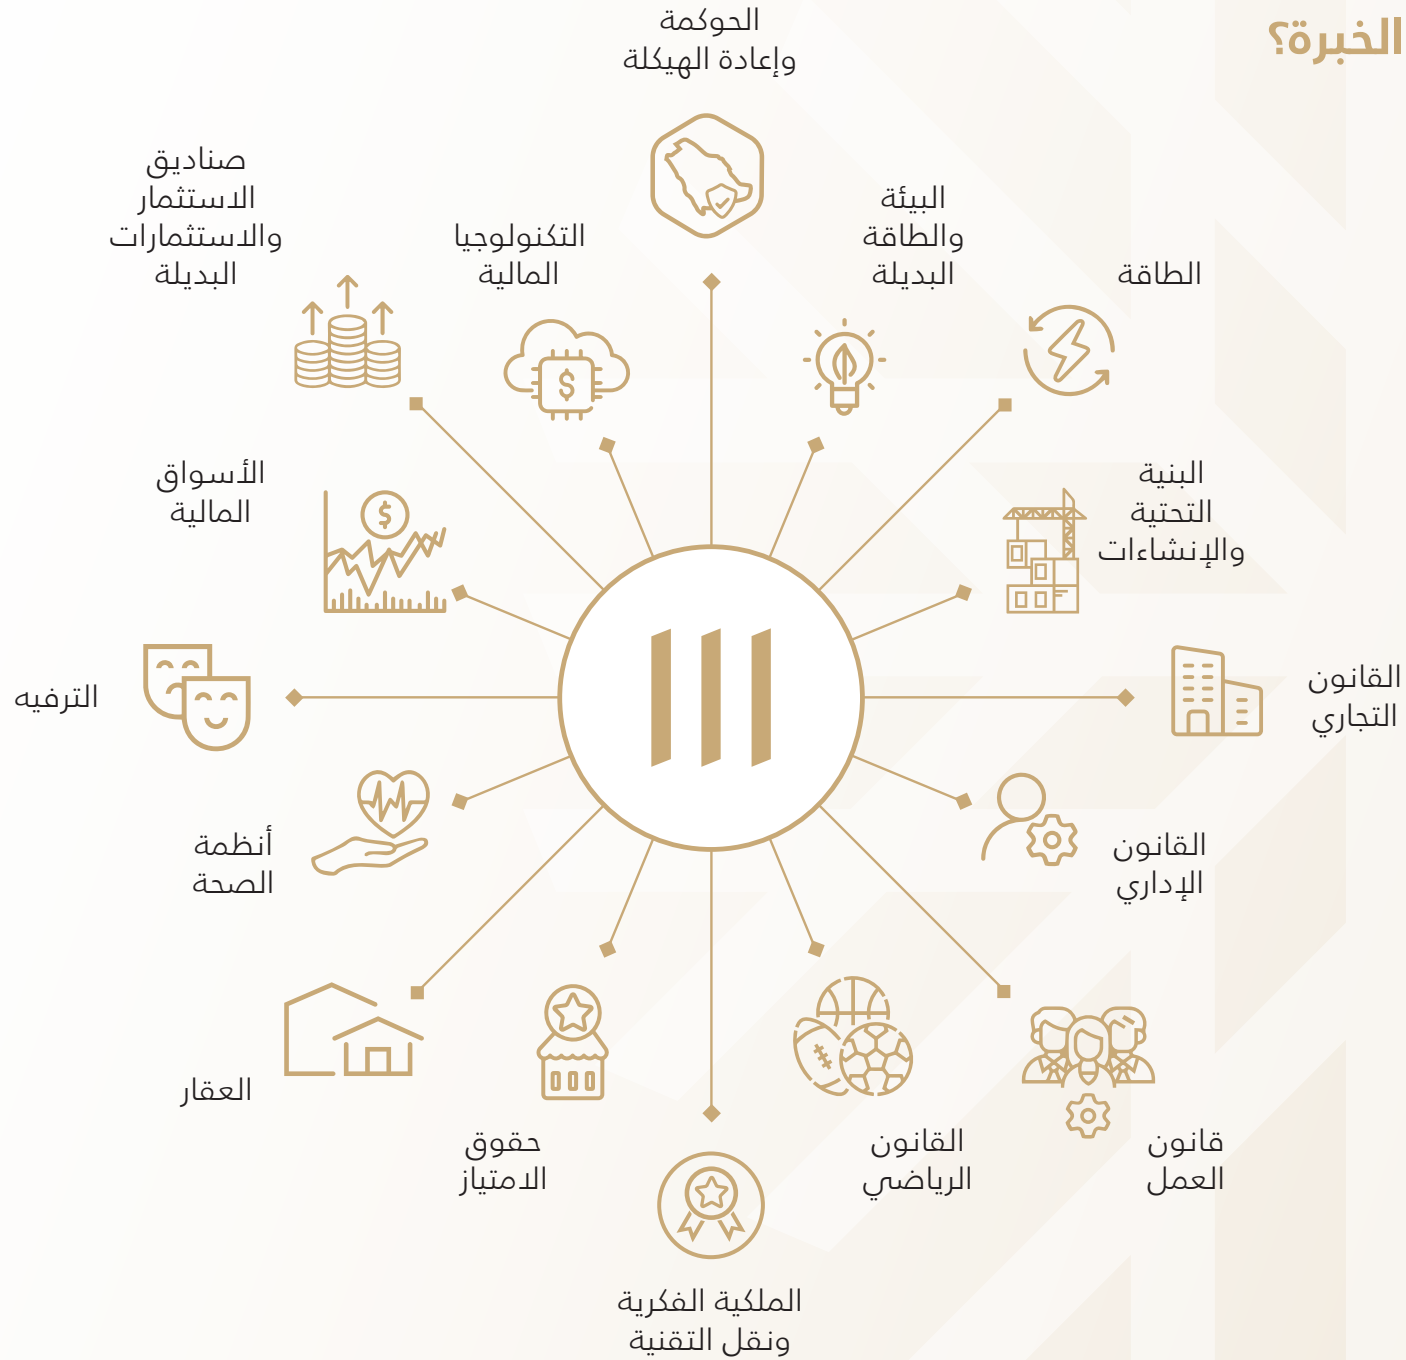 الخبرة؟
الحوكمة
وإعادة الهيكلة
البيئة
والطاقة
البديلة
الطاقة
البنية
التحتية
والإنشاءات
القانون
التجاري
القانون
الإداري
قانون
العمل
القانون
الرياضي
الملكية الفكرية
ونقل التقنية
حقوق
الامتياز
العقار
أنظمة
الصحة
الترفيه
الأسواق
المالية
صناديق
الاستثمار
والاستثمارات
البديلة
التكنولوجيا
المالية